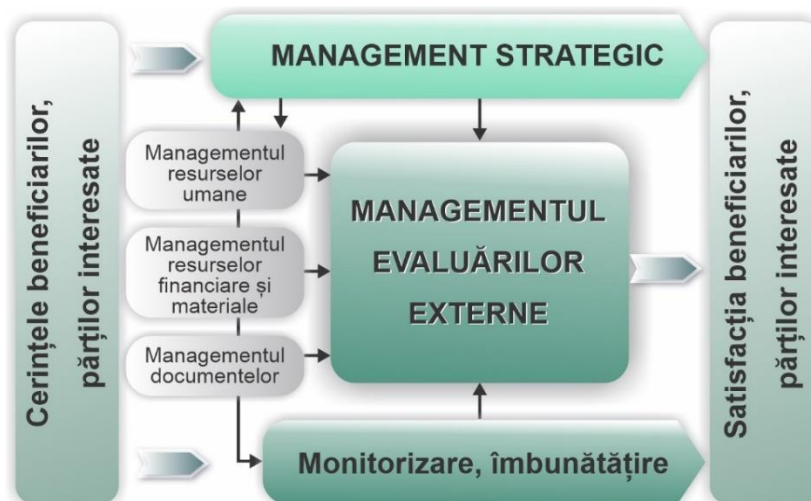 Cerințele beneficiarilor,
părților interesate
MANAGEMENT STRATEGIC
Managementul
resurselor
umane
Managementul
resurselor
financiare și
materiale
Managementul
documentelor
MANAGEMENTUL
EVALUĂRILOR
EXTERNE
Monitorizare, îmbunătățire
Satisfacția beneficiarilor,
părților interesate